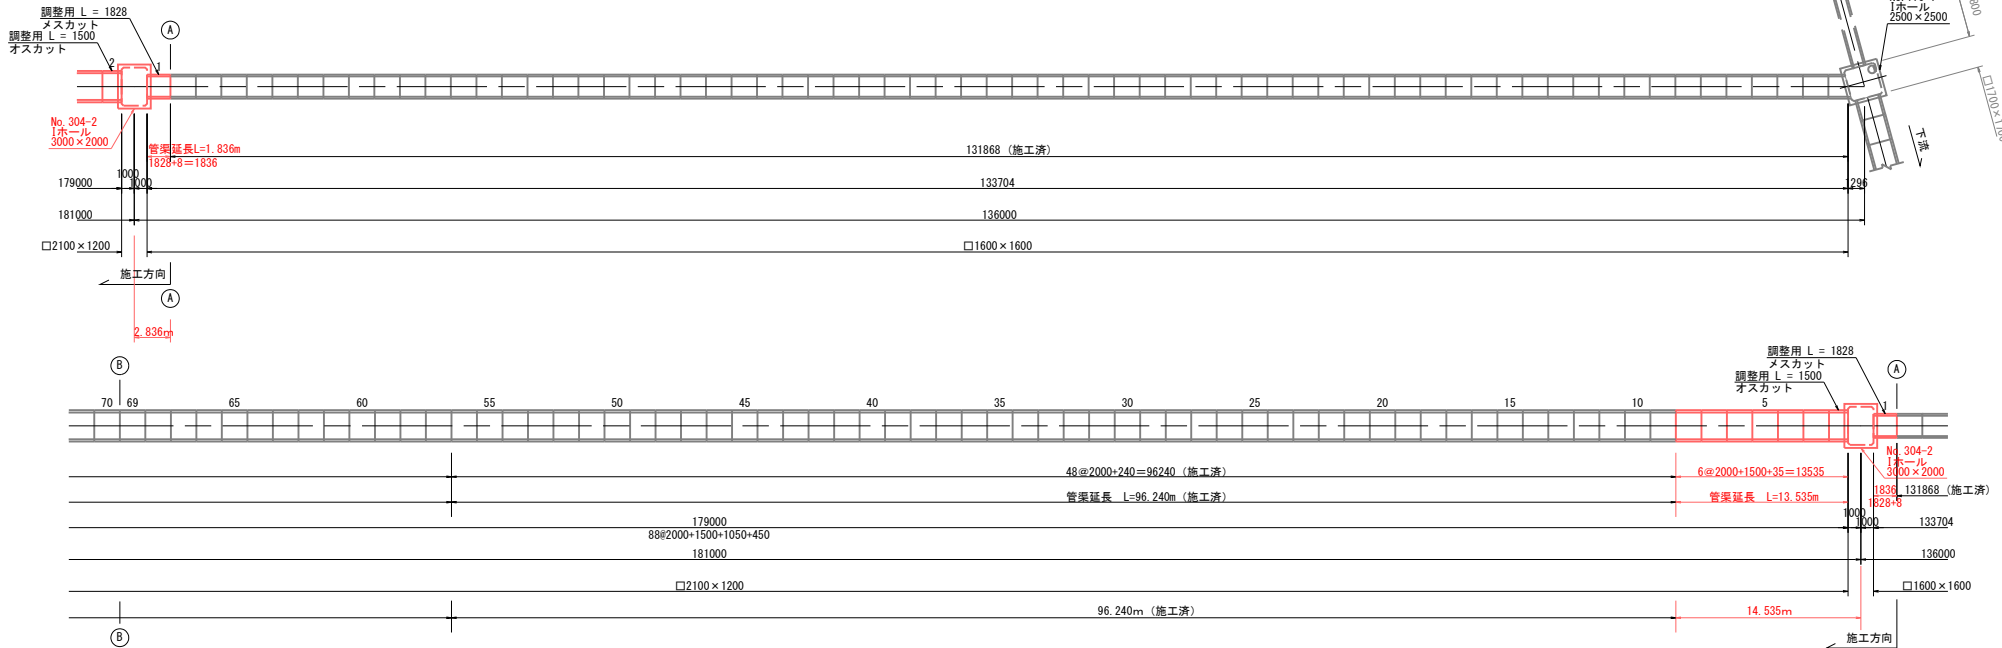 調整用 L = 1828
メスカット
調整用 L = 1500
オスカット
A
2
1
No. 304-2
Iホール
3000×2000
管渠延長L=1.836m
1828+8=1836
131868 (施工済)
1000
1000
179000
133704
1296
181000
136000
□2100×1200
□1600×1600
施工方向
A
2.836m
Iホール
2500×2500
□1700×170
下流
B
調整用 L = 1828
メスカット
調整用 L = 1500
オスカット
A
70 69 65 60 55 50 45 40 35 30 25 20 15 10 5 1
48@2000+240=96240 (施工済)
6@2000+1500+35=13535
No. 304-2
Iホール
3000×2000
管渠延長 L=96.240m (施工済)
管渠延長 L=13.535m
1836
1828+8
131868 (施工済)
1000
1000
179000
88@2000+1500+1050+450
133704
181000
136000
□2100×1200
□1600×1600
96.240m (施工済)
14.535m
B
施工方向